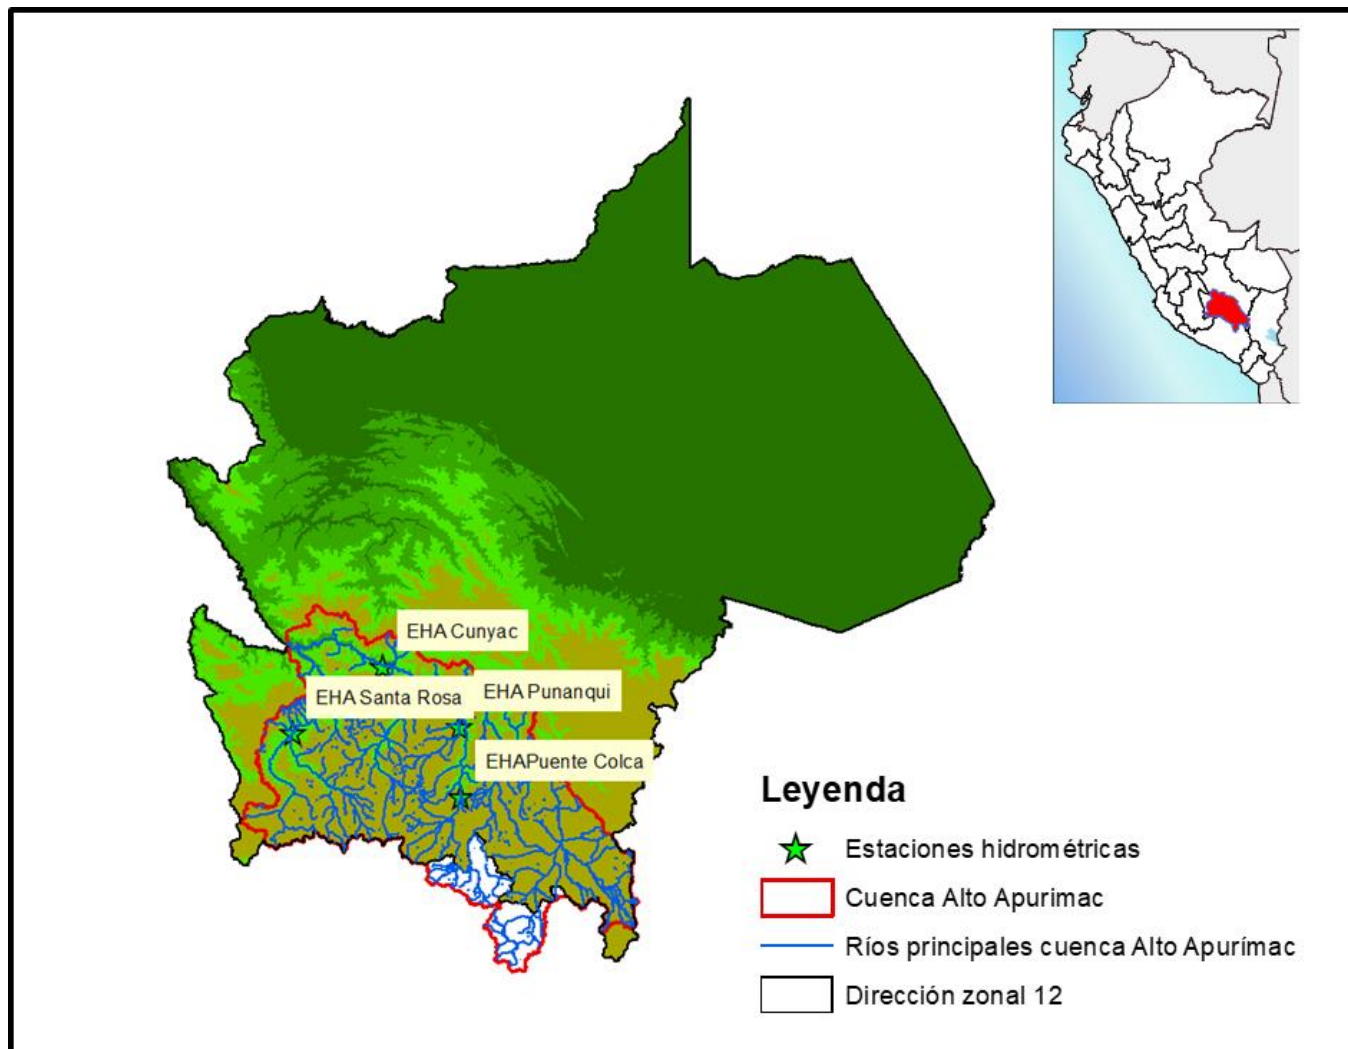 EHA Cunyac
EHA Santa Rosa
EHA Punanqui
EHAPuente Colca
Leyenda
Estaciones hidrométricas
Cuenca Alto Apurimac
Ríos principales cuenca Alto Apurímac
Dirección zonal 12